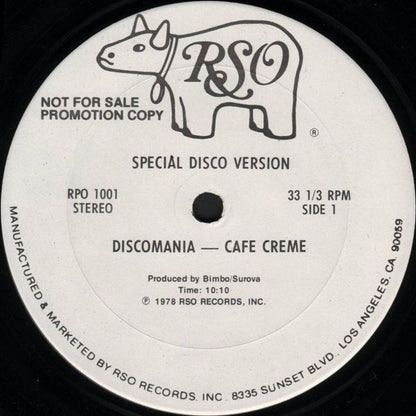 RSO
®
NOT FOR SALE
PROMOTION COPY
SPECIAL DISCO VERSION
RPO 1001
STEREO
33 1/3 RPM
SIDE 1
DISCOMANIA — CAFE CREME
Produced by Bimbo/Surova
Time: 10:10
℗ 1978 RSO RECORDS, INC.
MANUFACTURED & MARKETED BY RSO RECORDS, INC. 8335 SUNSET BLVD. LOS ANGELES, CA 90059